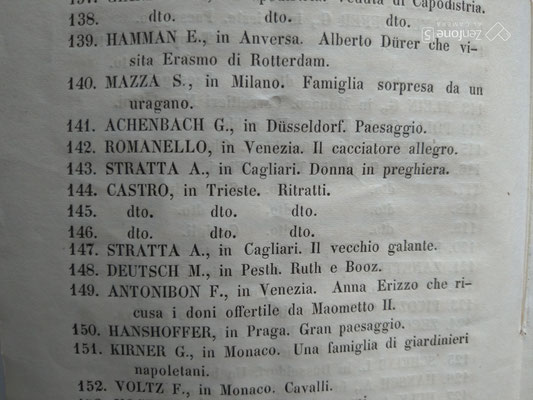 138. dto. dto. dto.
139. HAMMAN E., in Anversa. Alberto Dürer che vi-
sita Erasmo di Rotterdam.
140. MAZZA S., in Milano. Famiglia sorpresa da un
uragano.
141. ACHENBACH G., in Düsseldorf. Paesaggio.
142. ROMANELLO, in Venezia. Il cacciatore allegro.
143. STRATTA A., in Cagliari. Donna in preghiera.
144. CASTRO, in Trieste. Ritratti.
145. dto. dto. dto.
146. dto. dto. dto.
147. STRATTA A., in Cagliari. Il vecchio galante.
148. DEUTSCH M., in Pesth. Ruth e Booz.
149. ANTONIBON F., in Venezia. Anna Erizzo che ri-
cusa i doni offertile da Maometto II.
150. HANSHOFFER, in Praga. Gran paesaggio.
151. KIRNER G., in Monaco. Una famiglia di giardinieri
napoletani.
152. VOLTZ F., in Monaco. Cavalli.